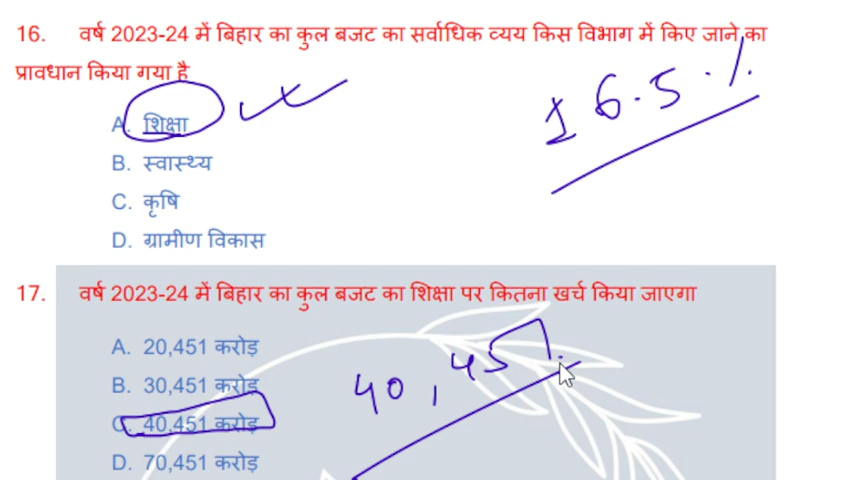 16. वर्ष 2023-24 में बिहार का कुल बजट का सर्वाधिक व्यय किस विभाग में किए जाने का
प्रावधान किया गया है
A. शिक्षा
16.5%
B. स्वास्थ्य
C. कृषि
D. ग्रामीण विकास
17. वर्ष 2023-24 में बिहार का कुल बजट का शिक्षा पर कितना खर्च किया जाएगा
A. 20,451 करोड़
B. 30,451 करोड़
40,451
C. 40,451 करोड़
D. 70,451 करोड़